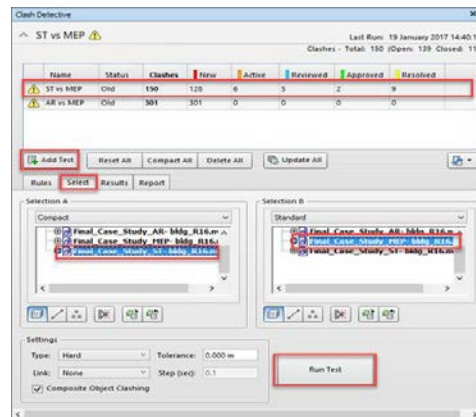 Clash Detective
ST vs MEP
Last Run: 19 January 2017 14:40:1
Clashes - Total: 150 (Open: 139 Closed: 11
Name Status Clashes New Active Reviewed Approved Resolved
ST vs MEP Old 150 128 6 5 2 9
AR vs MEP Old 301 301 0 0 0 0
Add Test Reset All Compact All Delete All Update All
Rules Select Results Report
Selection A
Compact
Final_Case_Study_AR- bldg_R16.m
Final_Case_Study_MEP- bldg_R16.
Final_Case_Study_ST- bldg_R16.m
Selection B
Standard
Final_Case_Study_AR- bldg_R16.m
Final_Case_Study_MEP- bldg_R16.
Final_Case_Study_ST- bldg_R16.m
Settings
Type: Hard Tolerance: 0.000 m
Link: None Step (sec): 0.1
Composite Object Clashing
Run Test